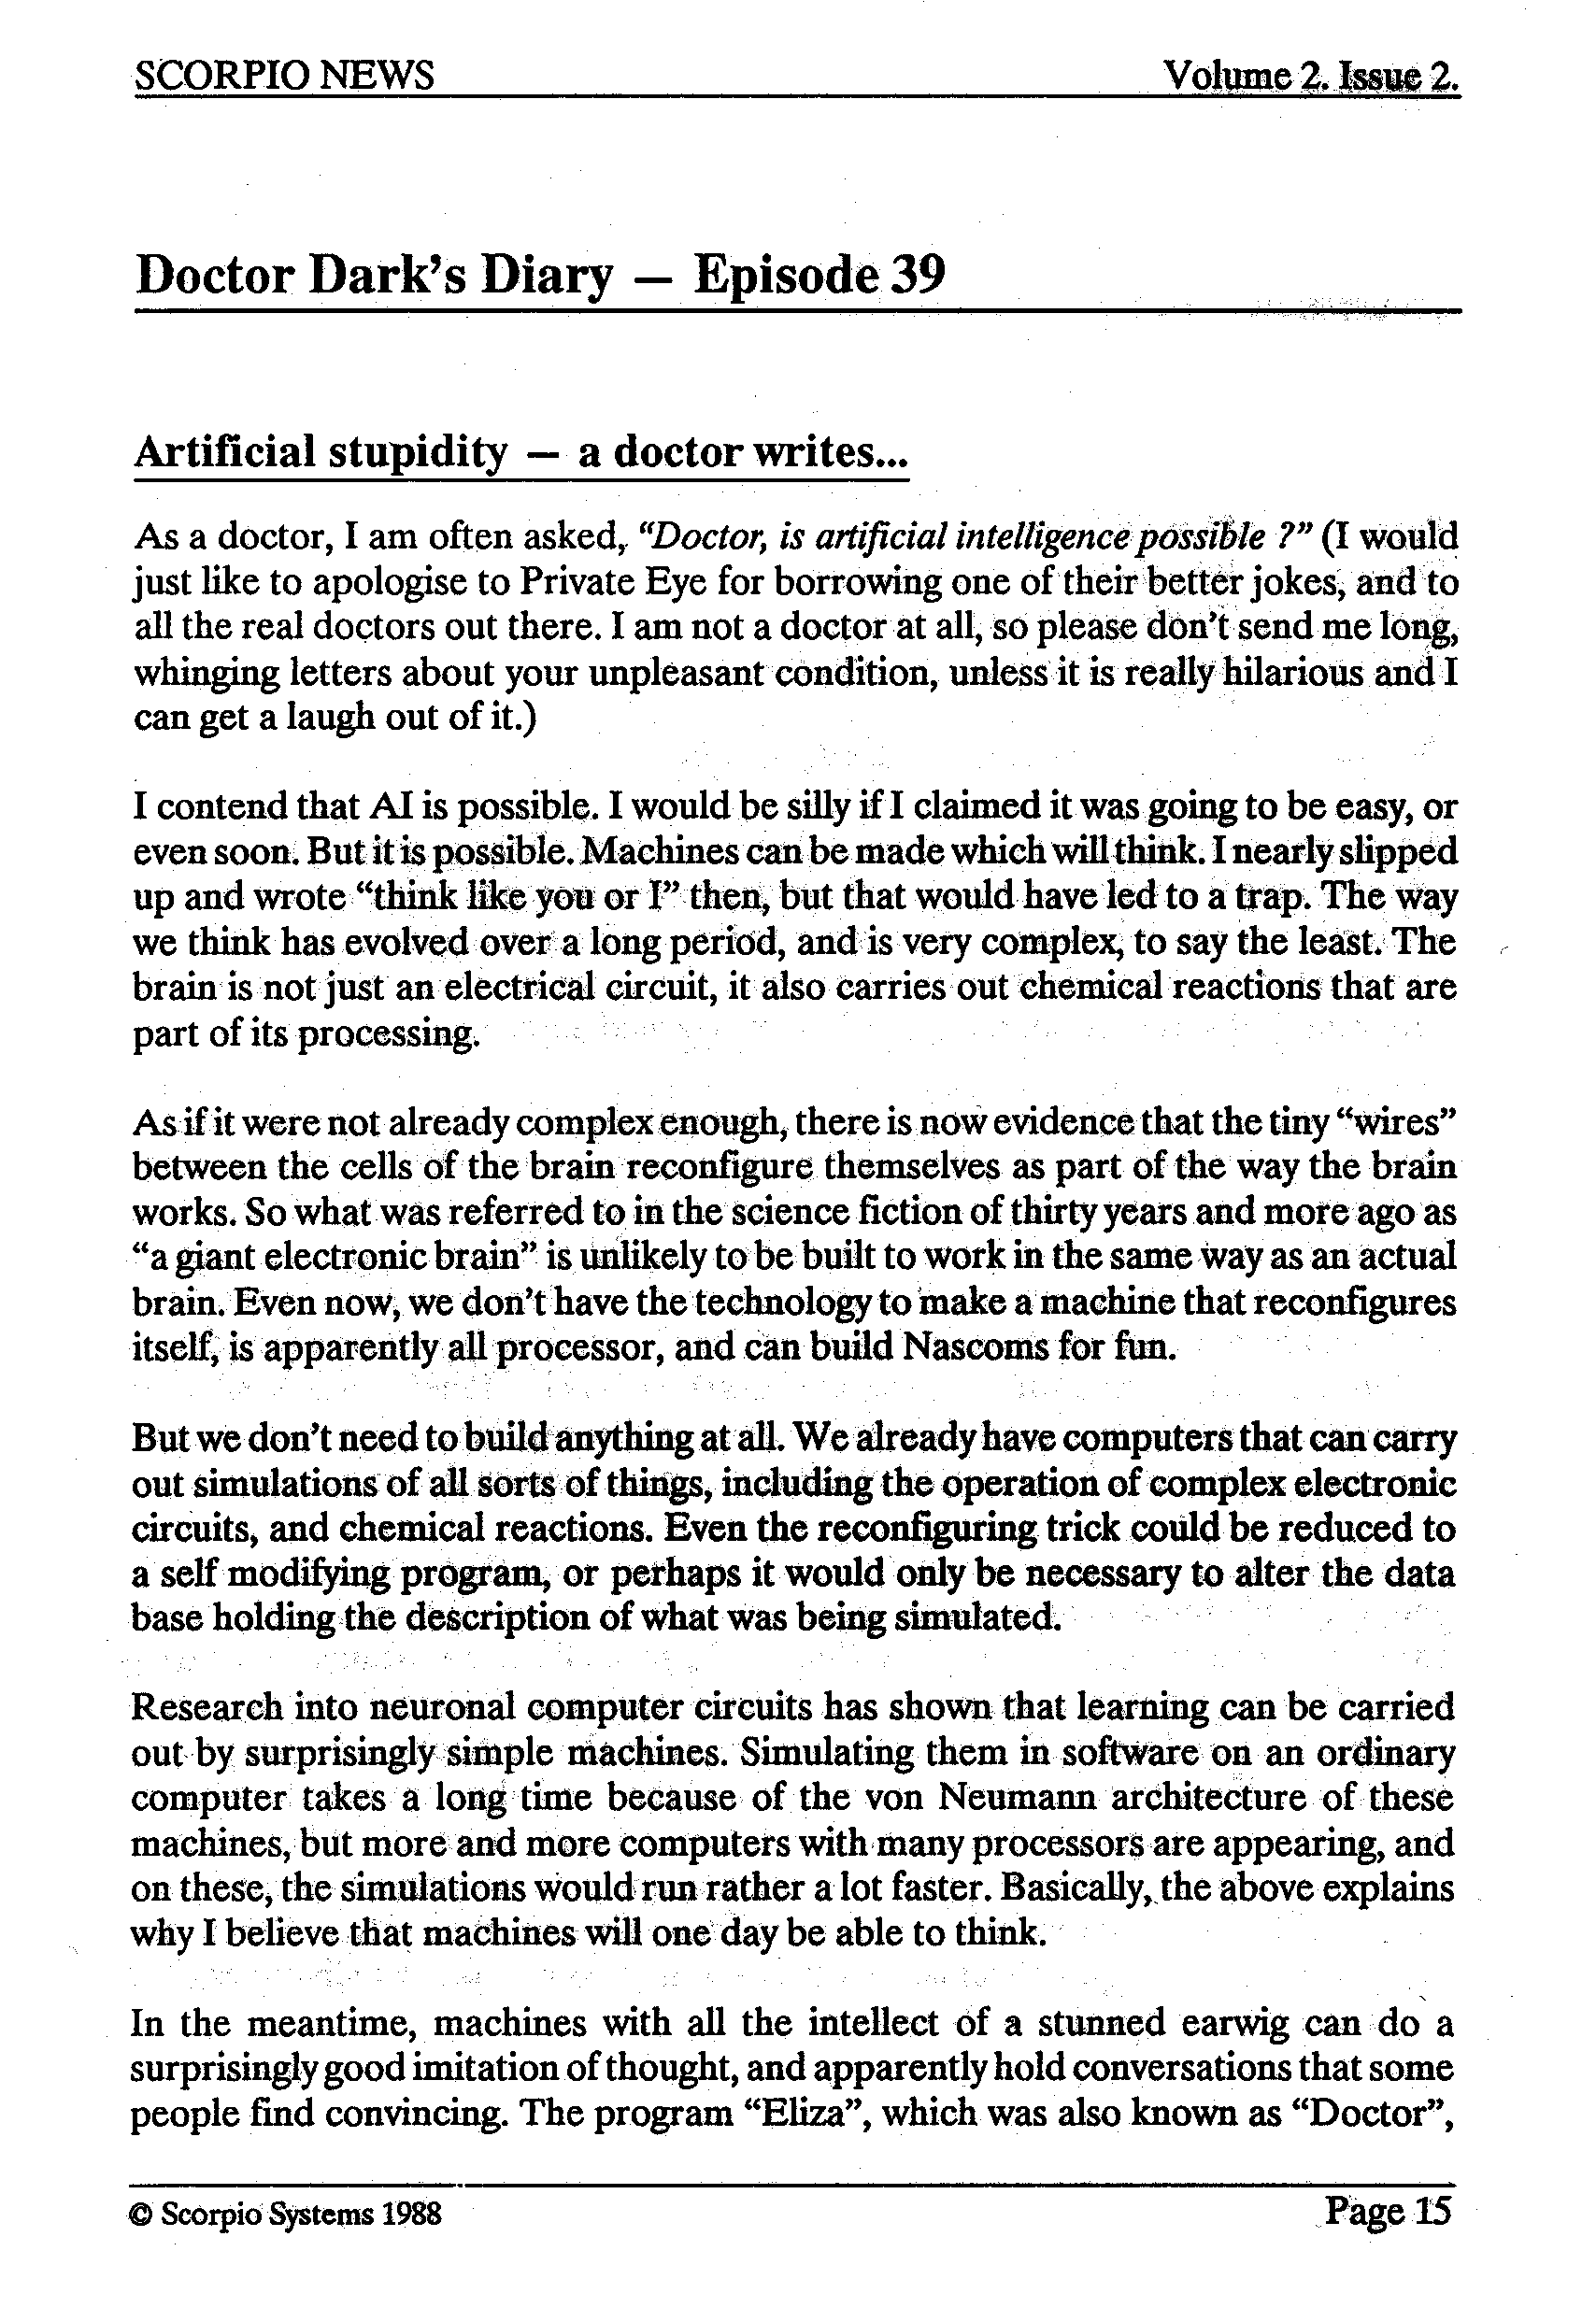 SCORPIO NEWS Volume 2. Issue 2.
Doctor Dark's Diary — Episode 39
Artificial stupidity — a doctor writes...
As a doctor, I am often asked, “Doctor, is artificial intelligence possible ?” (I would
just like to apologise to Private Eye for borrowing one of their better jokes, and to
all the real doctors out there. I am not a doctor at all, so please don't send me long,
whinging letters about your unpleasant condition, unless it is really hilarious and I
can get a laugh out of it.)
I contend that AI is possible. I would be silly if I claimed it was going to be easy, or
even soon. But it is possible. Machines can be made which will think. I nearly slipped
up and wrote “think like you or I” then, but that would have led to a trap. The way
we think has evolved over a long period, and is very complex, to say the least. The
brain is not just an electrical circuit, it also carries out chemical reactions that are
part of its processing.
As if it were not already complex enough, there is now evidence that the tiny “wires”
between the cells of the brain reconfigure themselves as part of the way the brain
works. So what was referred to in the science fiction of thirty years and more ago as
“a giant electronic brain” is unlikely to be built to work in the same way as an actual
brain. Even now, we don't have the technology to make a machine that reconfigures
itself, is apparently all processor, and can build Nascoms for fun.
But we don't need to build anything at all. We already have computers that can carry
out simulations of all sorts of things, including the operation of complex electronic
circuits, and chemical reactions. Even the reconfiguring trick could be reduced to
a self modifying program, or perhaps it would only be necessary to alter the data
base holding the description of what was being simulated.
Research into neuronal computer circuits has shown that learning can be carried
out by surprisingly simple machines. Simulating them in software on an ordinary
computer takes a long time because of the von Neumann architecture of these
machines, but more and more computers with many processors are appearing, and
on these, the simulations would run rather a lot faster. Basically, the above explains
why I believe that machines will one day be able to think.
In the meantime, machines with all the intellect of a stunned earwig can do a
surprisingly good imitation of thought, and apparently hold conversations that some
people find convincing. The program “Eliza”, which was also known as “Doctor”,
© Scorpio Systems 1988 Page 15